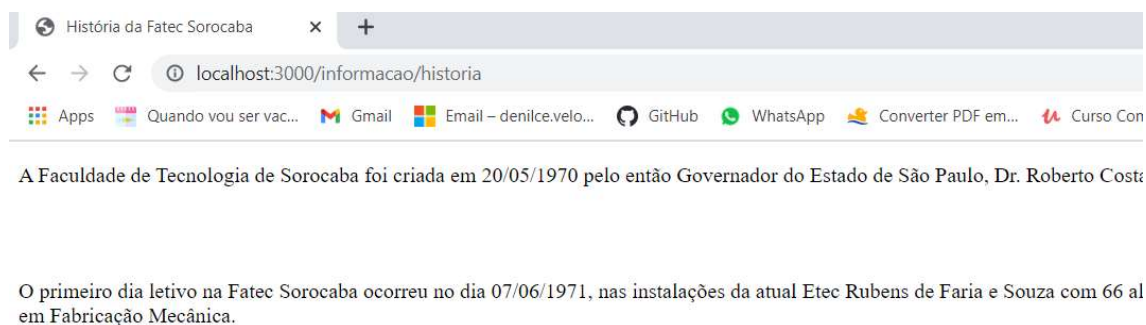 História da Fatec Sorocaba
localhost:3000/informacao/historia
Apps Quando vou ser vac... Gmail Email – denilce.velo... GitHub WhatsApp Converter PDF em... Curso Con
A Faculdade de Tecnologia de Sorocaba foi criada em 20/05/1970 pelo então Governador do Estado de São Paulo, Dr. Roberto Costa
O primeiro dia letivo na Fatec Sorocaba ocorreu no dia 07/06/1971, nas instalações da atual Etec Rubens de Faria e Souza com 66 al
em Fabricação Mecânica.